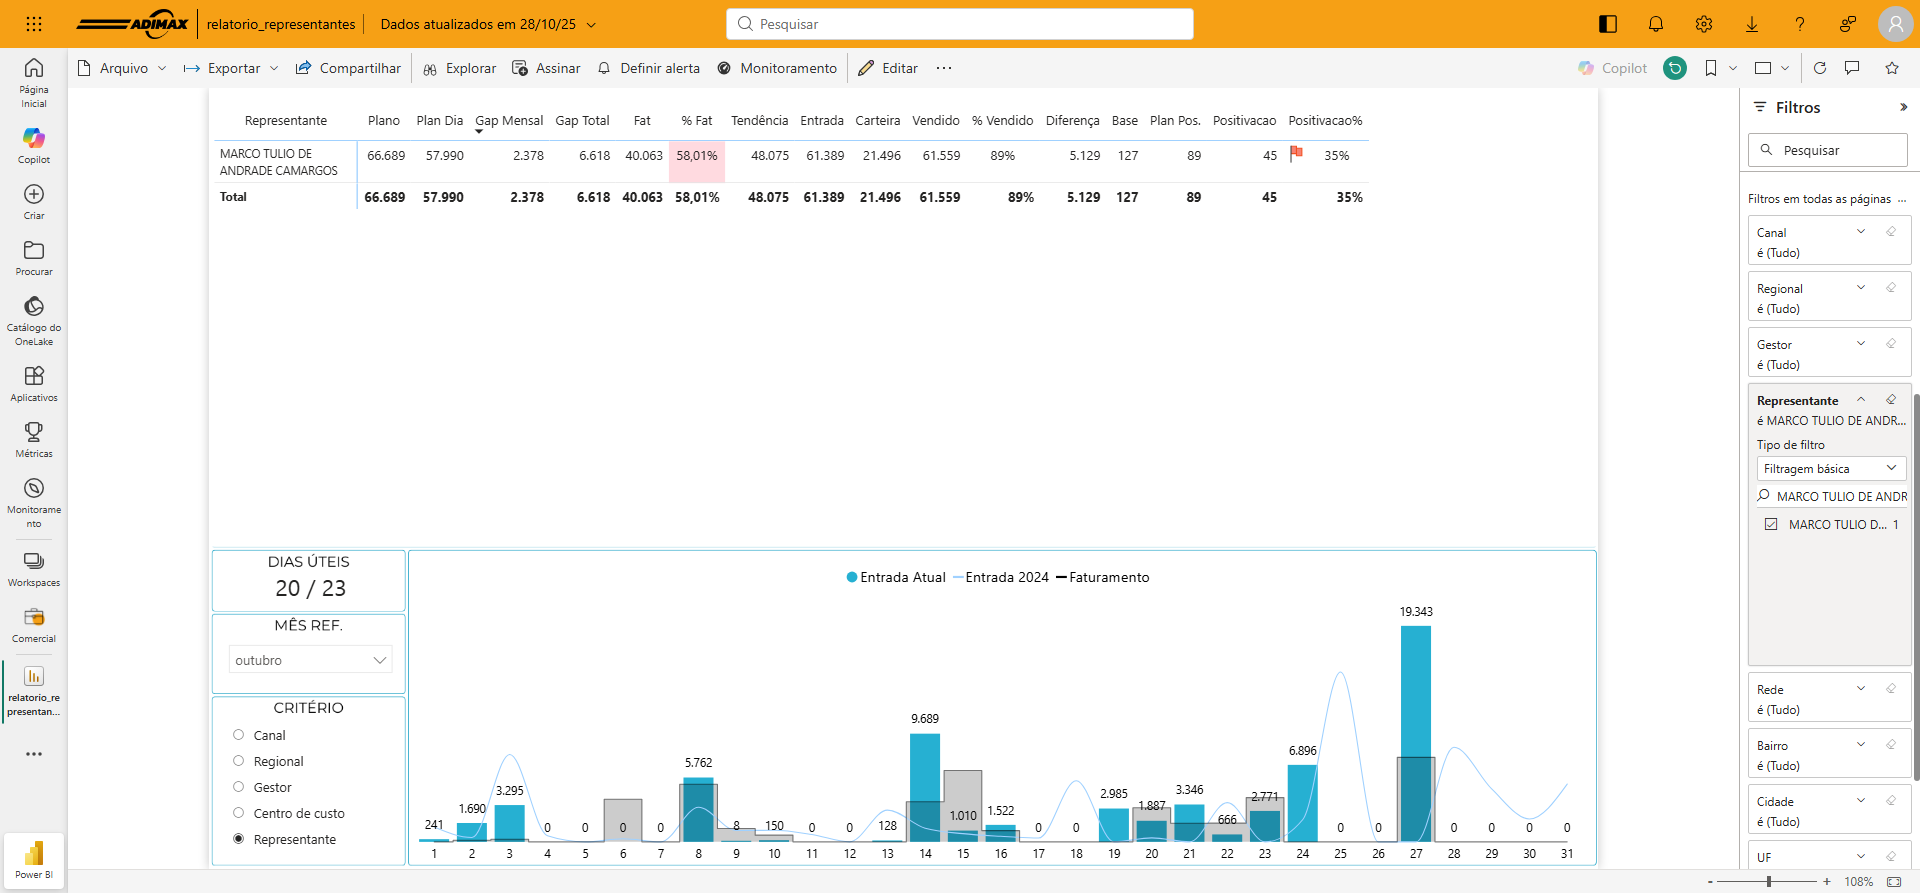 ADIMAX relatorio_representantes Dados atualizados em 28/10/25 Pesquisar
Arquivo Exportar Compartilhar Explorar Assinar Definir alerta Monitoramento Editar ... Copilot
Página Inicial
Copilot
Criar
Procurar
Catálogo do OneLake
Aplicativos
Métricas
Monitoramento
Workspaces
Comercial
relatorio_representan...
Power BI
Representante Plano Plan Dia Gap Mensal Gap Total Fat % Fat Tendência Entrada Carteira Vendido % Vendido Diferença Base Plan Pos. Positivacao Positivacao%
MARCO TULIO DE ANDRADE CAMARGOS 66.689 57.990 2.378 6.618 40.063 58,01% 48.075 61.389 21.496 61.559 89% 5.129 127 89 45 35%
Total 66.689 57.990 2.378 6.618 40.063 58,01% 48.075 61.389 21.496 61.559 89% 5.129 127 89 45 35%
DIAS ÚTEIS
20 / 23
MÊS REF.
outubro
CRITÉRIO
Canal
Regional
Gestor
Centro de custo
Representante
Entrada Atual Entrada 2024 Faturamento
241 1.690 3.295 0 0 0 0 5.762 8 150 0 0 128 9.689 1.010 1.522 0 0 2.985 1.887 3.346 666 2.771 6.896 0 0 19.343 0 0 0 0
1 2 3 4 5 6 7 8 9 10 11 12 13 14 15 16 17 18 19 20 21 22 23 24 25 26 27 28 29 30 31
Filtros
Pesquisar
Filtros em todas as páginas ...
Canal
é (Tudo)
Regional
é (Tudo)
Gestor
é (Tudo)
Representante
é MARCO TULIO DE ANDR...
Tipo de filtro
Filtragem básica
MARCO TULIO DE ANDR
MARCO TULIO D... 1
Rede
é (Tudo)
Bairro
é (Tudo)
Cidade
é (Tudo)
UF
- + 108%